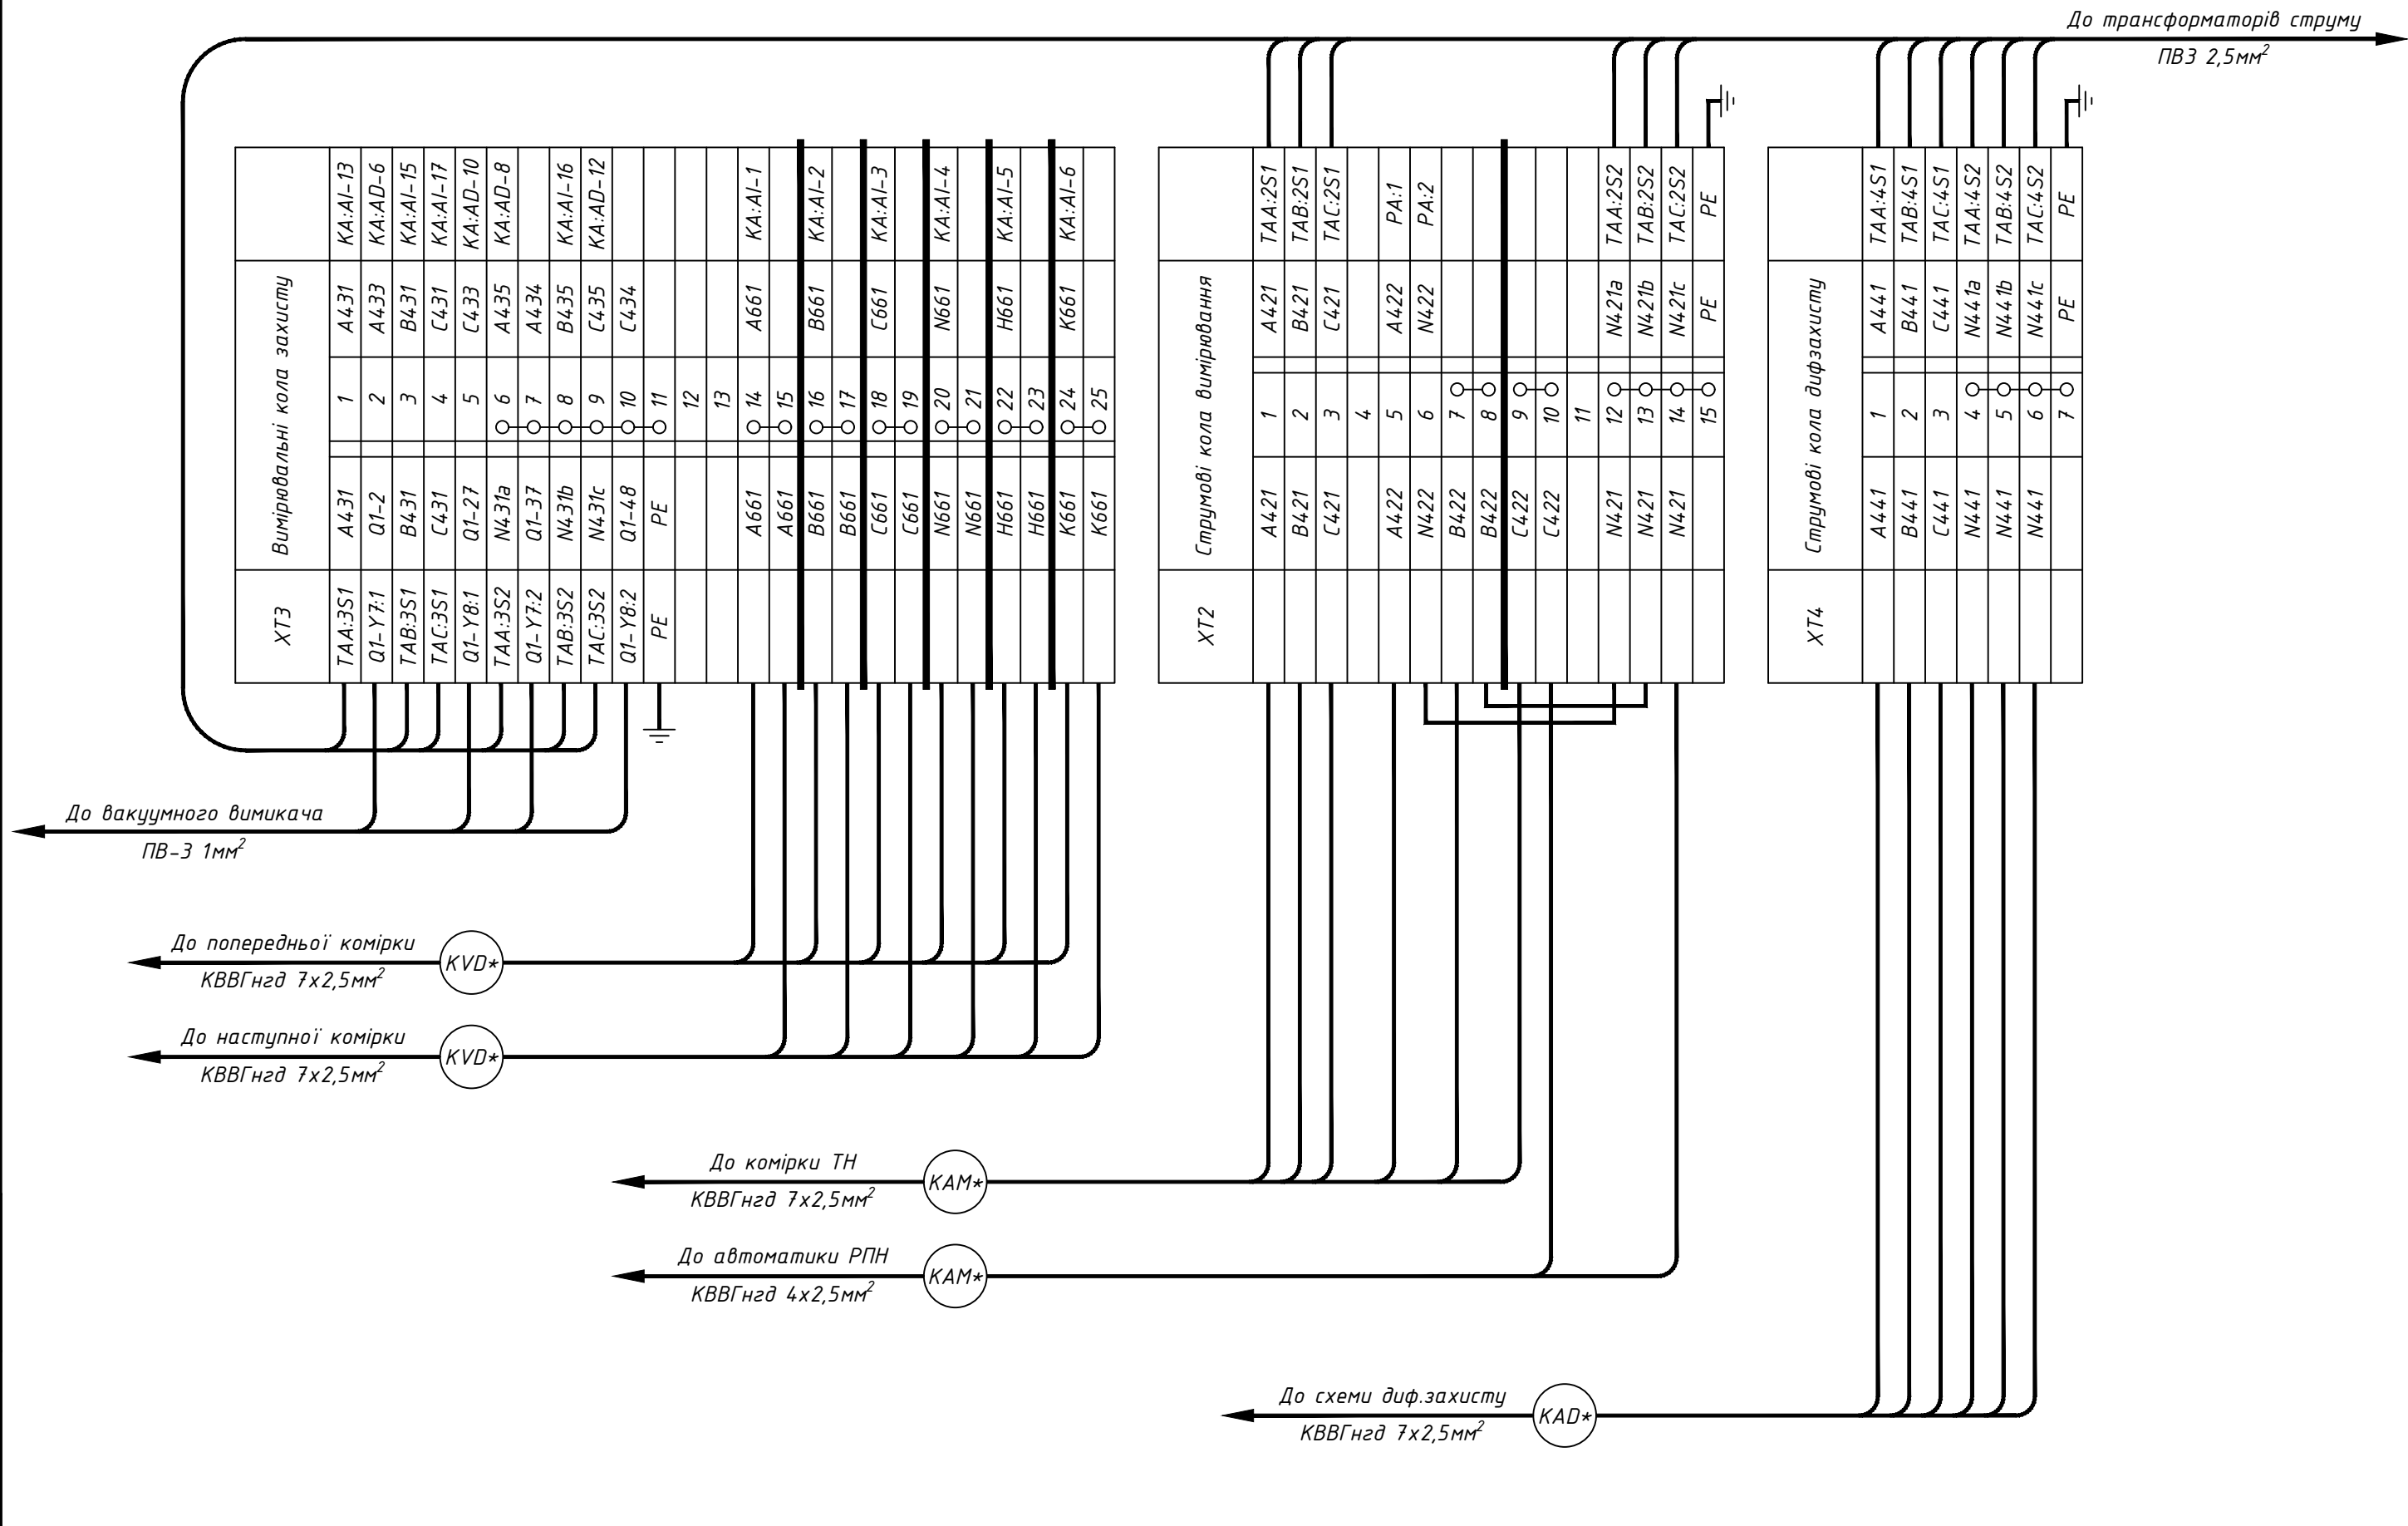 До трансформаторів струму
ПВ3 2,5мм²
KA:AI-13
KA:AD-6
KA:AI-15
KA:AI-17
KA:AD-10
KA:AD-8
KA:AI-16
KA:AD-12
KA:AI-1
KA:AI-2
KA:AI-3
KA:AI-4
KA:AI-5
KA:AI-6
Вимірювальні кола захисту
A431
A433
B431
C431
C433
A435
A434
B435
C435
C434
A661
B661
C661
N661
H661
K661
1
2
3
4
5
6
7
8
9
10
11
12
13
14
15
16
17
18
19
20
21
22
23
24
25
A431
Q1-2
B431
C431
Q1-27
N431a
Q1-37
N431b
N431c
Q1-48
PE
A661
A661
B661
B661
C661
C661
N661
N661
H661
H661
K661
K661
XT3
TAA:3S1
Q1-Y7:1
TAB:3S1
TAC:3S1
Q1-Y8:1
TAA:3S2
Q1-Y7:2
TAB:3S2
TAC:3S2
Q1-Y8:2
PE
TAA:2S1
TAB:2S1
TAC:2S1
PA:1
PA:2
TAA:2S2
TAB:2S2
TAC:2S2
PE
Струмові кола вимірювання
A421
B421
C421
A422
N422
N421a
N421b
N421c
PE
1
2
3
4
5
6
7
8
9
10
11
12
13
14
15
A421
B421
C421
A422
N422
B422
B422
C422
C422
N421
N421
N421
XT2
TAA:4S1
TAB:4S1
TAC:4S1
TAA:4S2
TAB:4S2
TAC:4S2
PE
Струмові кола дифзахисту
A441
B441
C441
N441a
N441b
N441c
PE
1
2
3
4
5
6
7
A441
B441
C441
N441
N441
N441
XT4
До вакуумного вимикача
ПВ-3 1мм²
До попередньої комірки
KVD*
КВВГнгд 7х2,5мм²
До наступної комірки
KVD*
КВВГнгд 7х2,5мм²
До комірки ТН
KAM*
КВВГнгд 7х2,5мм²
До автоматики РПН
KAM*
КВВГнгд 4х2,5мм²
До схеми диф.захисту
KAD*
КВВГнгд 7х2,5мм²